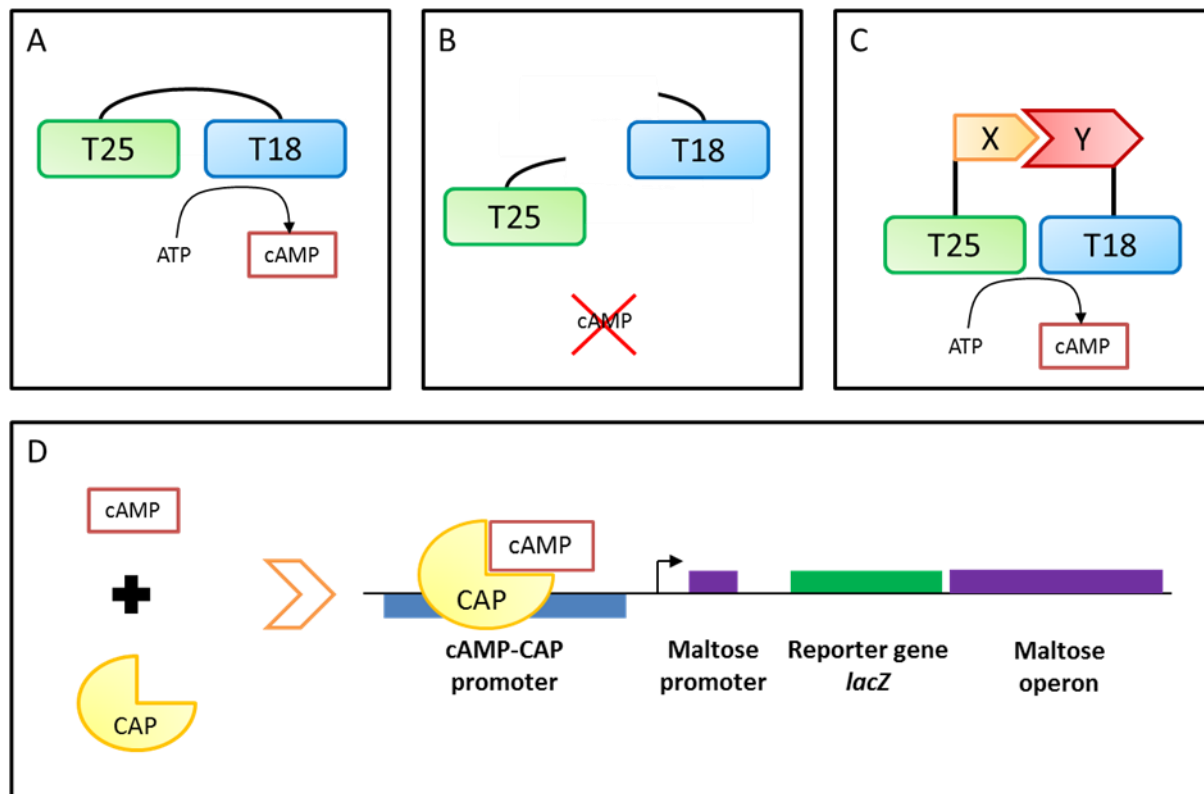 A
T25
T18
ATP
cAMP
B
T18
T25
cAMP
C
X
Y
T25
T18
ATP
cAMP
D
cAMP
CAP
cAMP
CAP
cAMP-CAP
promoter
Maltose
promoter
Reporter gene
lacZ
Maltose
operon